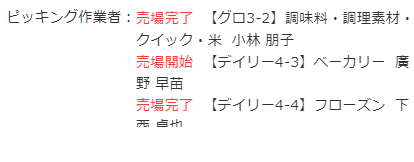 ピッキング作業者：売場完了 【グロ3-2】調味料・調理素材・
クイック・米 小林 朋子
売場開始 【デイリー4-3】ベーカリー 廣
野 早苗
売場完了 【デイリー4-4】フローズン 下
西 卓也